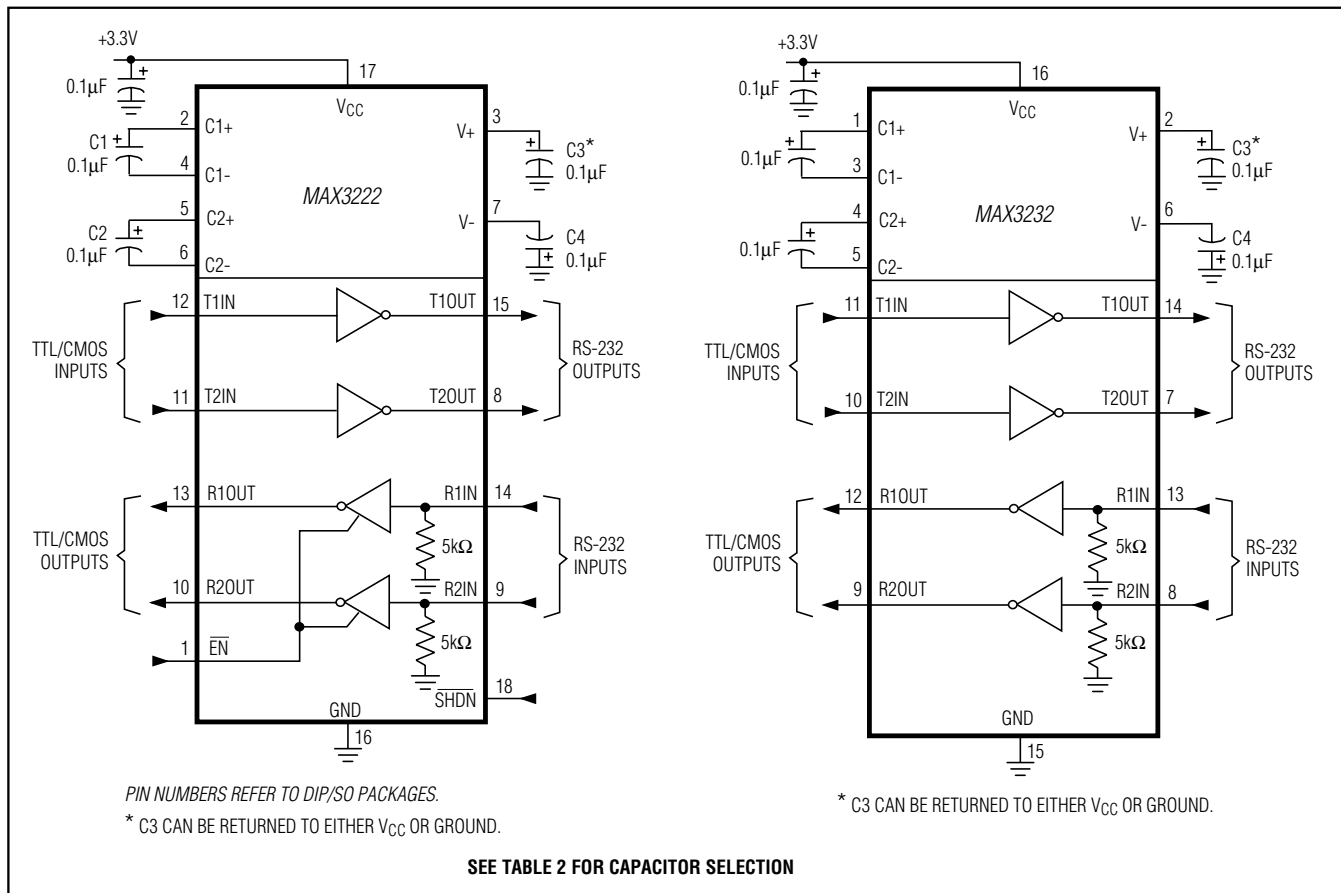 +3.3V
0.1μF
17
VCC
2
C1+
C1
0.1μF
4
C1-
5
C2+
C2
0.1μF
6
C2-
MAX3222
3
V+
C3*
0.1μF
7
V-
C4
0.1μF
12
T1IN
T1OUT
15
TTL/CMOS
INPUTS
RS-232
OUTPUTS
11
T2IN
T2OUT
8
13
R1OUT
R1IN
14
5kΩ
TTL/CMOS
OUTPUTS
RS-232
INPUTS
10
R2OUT
R2IN
9
5kΩ
1
EN
SHDN
18
GND
16
PIN NUMBERS REFER TO DIP/SO PACKAGES.
* C3 CAN BE RETURNED TO EITHER VCC OR GROUND.
+3.3V
0.1μF
16
VCC
1
C1+
0.1μF
3
C1-
4
C2+
0.1μF
5
C2-
MAX3232
2
V+
C3*
0.1μF
6
V-
C4
0.1μF
11
T1IN
T1OUT
14
TTL/CMOS
INPUTS
RS-232
OUTPUTS
10
T2IN
T2OUT
7
12
R1OUT
R1IN
13
5kΩ
TTL/CMOS
OUTPUTS
RS-232
INPUTS
9
R2OUT
R2IN
8
5kΩ
GND
15
* C3 CAN BE RETURNED TO EITHER VCC OR GROUND.
SEE TABLE 2 FOR CAPACITOR SELECTION